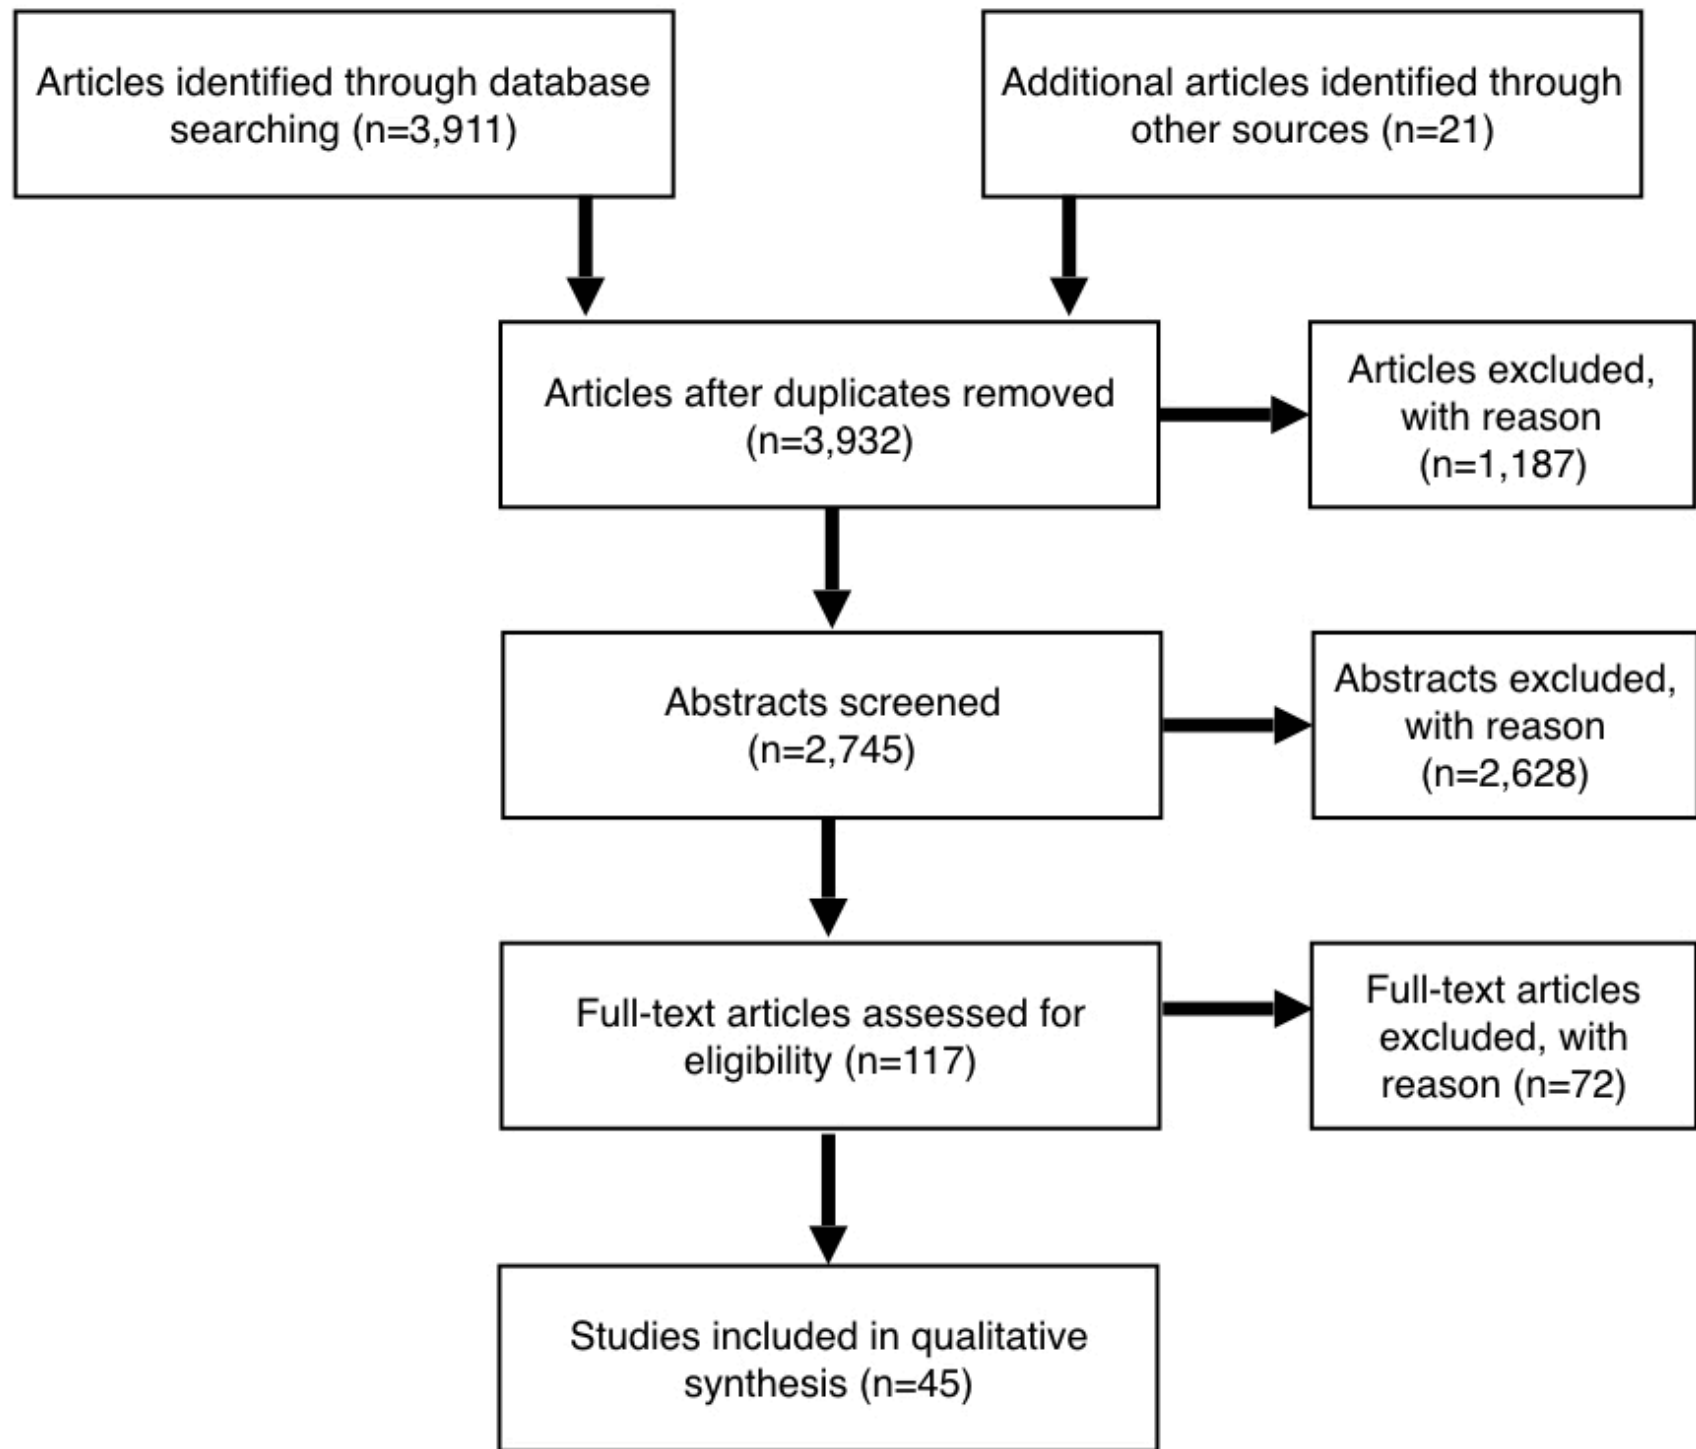 Articles identified through database
searching (n=3,911)
Additional articles identified through
other sources (n=21)
Articles after duplicates removed
(n=3,932)
Articles excluded,
with reason
(n=1,187)
Abstracts screened
(n=2,745)
Abstracts excluded,
with reason
(n=2,628)
Full-text articles assessed for
eligibility (n=117)
Full-text articles
excluded, with
reason (n=72)
Studies included in qualitative
synthesis (n=45)